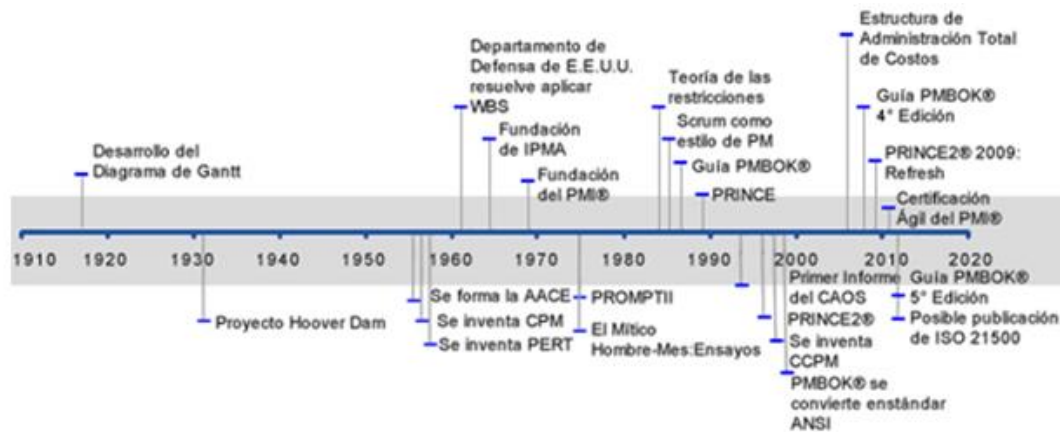 Desarrollo del
Diagrama de Gantt
Departamento de
Defensa de E.E.U.U.
resuelve aplicar
WBS
Fundación
de IPMA
Fundación
del PMI®
Teoría de las
restricciones
Scrum como
estilo de PM
Guía PMBOK®
PRINCE
Estructura de
Administración Total
de Costos
Guía PMBOK®
4° Edición
PRINCE2® 2009:
Refresh
Certificación
Ágil del PMI®
1910 1920 1930 1940 1950 1960 1970 1980 1990 2000 2010 2020
Proyecto Hoover Dam
Se forma la AACE
Se inventa CPM
Se inventa PERT
PROMPTII
El Mítico
Hombre-Mes:Ensayos
Primer Informe
del CAOS
PRINCE2®
Se inventa
CCPM
PMBOK® se
convierte enstándar
ANSI
Guía PMBOK®
5° Edición
Posible publicación
de ISO 21500